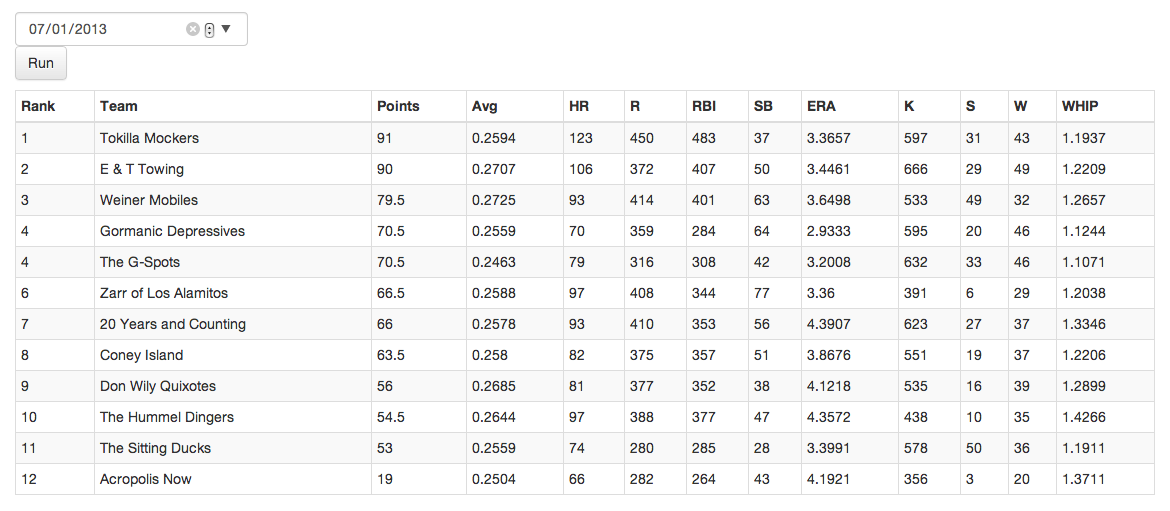 07/01/2013
Run
Rank Team Points Avg HR R RBI SB ERA K S W WHIP
1 Tokilla Mockers 91 0.2594 123 450 483 37 3.3657 597 31 43 1.1937
2 E & T Towing 90 0.2707 106 372 407 50 3.4461 666 29 49 1.2209
3 Weiner Mobiles 79.5 0.2725 93 414 401 63 3.6498 533 49 32 1.2657
4 Gormanic Depressives 70.5 0.2559 70 359 284 64 2.9333 595 20 46 1.1244
4 The G-Spots 70.5 0.2463 79 316 308 42 3.2008 632 33 46 1.1071
6 Zarr of Los Alamitos 66.5 0.2588 97 408 344 77 3.36 391 6 29 1.2038
7 20 Years and Counting 66 0.2578 93 410 353 56 4.3907 623 27 37 1.3346
8 Coney Island 63.5 0.258 82 375 357 51 3.8676 551 19 37 1.2206
9 Don Wily Quixotes 56 0.2685 81 377 352 38 4.1218 535 16 39 1.2899
10 The Hummel Dingers 54.5 0.2644 97 388 377 47 4.3572 438 10 35 1.4266
11 The Sitting Ducks 53 0.2559 74 280 285 28 3.3991 578 50 36 1.1911
12 Acropolis Now 19 0.2504 66 282 264 43 4.1921 356 3 20 1.3711